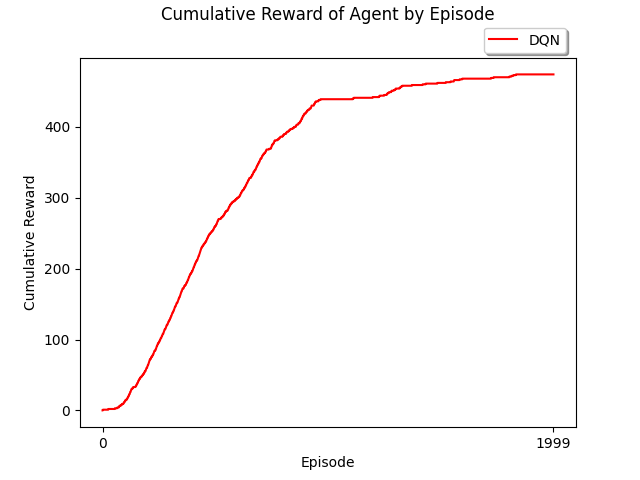 Cumulative Reward of Agent by Episode
DQN
Cumulative Reward
400
300
200
100
0
0
1999
Episode